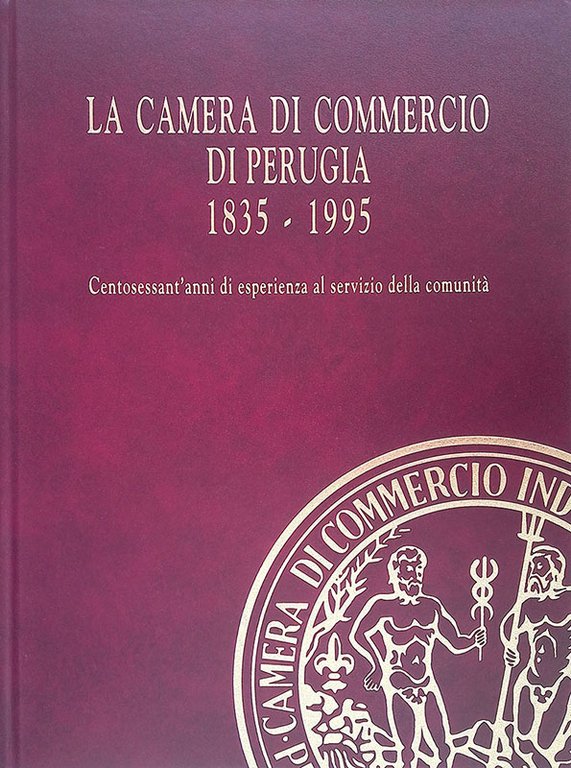 LA CAMERA DI COMMERCIO
DI PERUGIA
1835 - 1995
Centosessant'anni di esperienza al servizio della comunità
P
CAMERA DI COMMERCIO IND